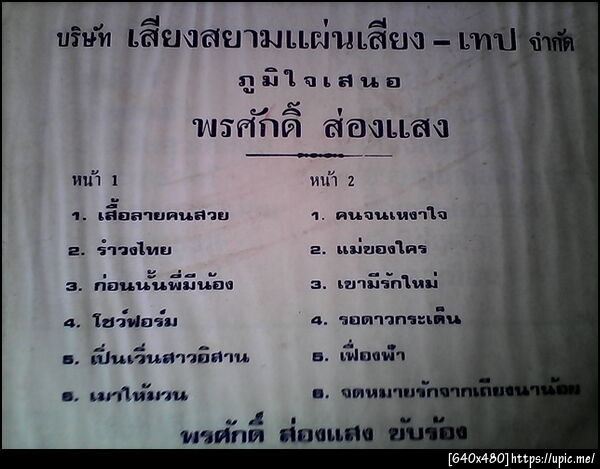 บริษัท เสียงสยามแผ่นเสียง – เทป จำกัด
ภูมิใจเสนอ
พรศักดิ์ ส่องแสง
หน้า 1
1. เสื้อลายคนสวย
2. รำวงไทย
3. ก่อนนั้นพี่มีน้อง
4. โชว์ฟอร์ม
5. เปิ่นเวิ่นสาวอิสาน
6. เมาให้มวน
หน้า 2
1. คนจนเหงาใจ
2. แม่ของใคร
3. เขามีรักใหม่
4. รอดาวกระเด็น
5. เฟื่องฟ้า
6. จดหมายรักจากเถียงนาน้อย
พรศักดิ์ ส่องแสง ขับร้อง
[640x480]https://upic.me/